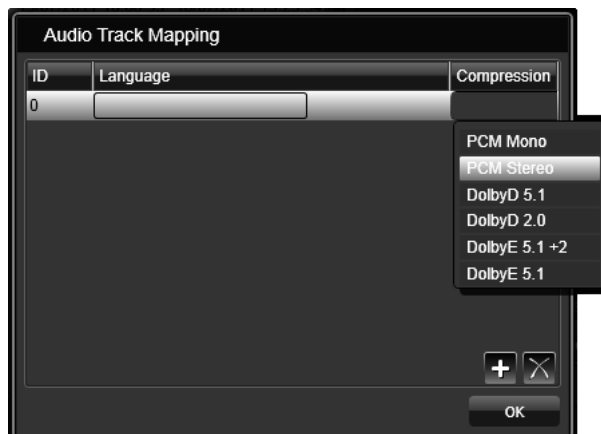 Audio Track Mapping
ID Language Compression
0
PCM Mono
PCM Stereo
DolbyD 5.1
DolbyD 2.0
DolbyE 5.1 +2
DolbyE 5.1
OK